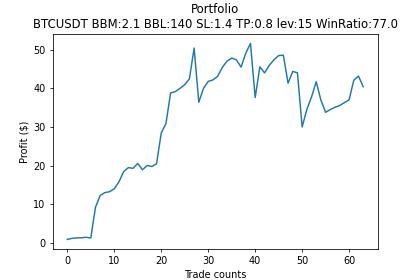 Portfolio
BTCUSDT BBM:2.1 BBL:140 SL:1.4 TP:0.8 lev:15 WinRatio:77.0
Profit ($)
50
40
30
20
10
0
0 10 20 30 40 50 60
Trade counts